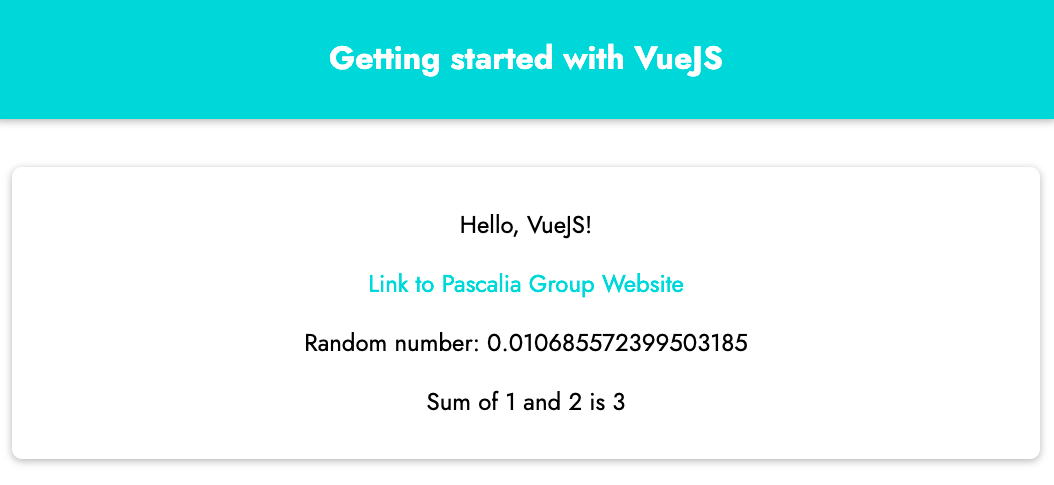 Getting started with VueJS
Hello, VueJS!
Link to Pascalia Group Website
Random number: 0.010685572399503185
Sum of 1 and 2 is 3